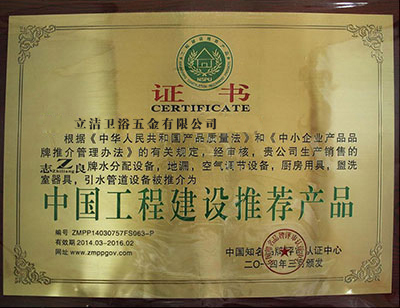 证 书
CERTIFICATE
立洁卫浴五金有限公司
根据《中华人民共和国产品质量法》和《中小企业产品品
牌推介管理办法》的有关规定，经审核，贵公司生产销售的
志 良 牌水分配设备，地漏，空气调节设备，厨房用具，盥洗
室器具，引水管道设备被推介为
中国工程建设推荐产品
编号 ZMPP14030757FS063-P
有效期 2014.03-2016.02
网址 www.zmppgov.com
中国知名品牌评审认证中心
二〇一四年三月颁发